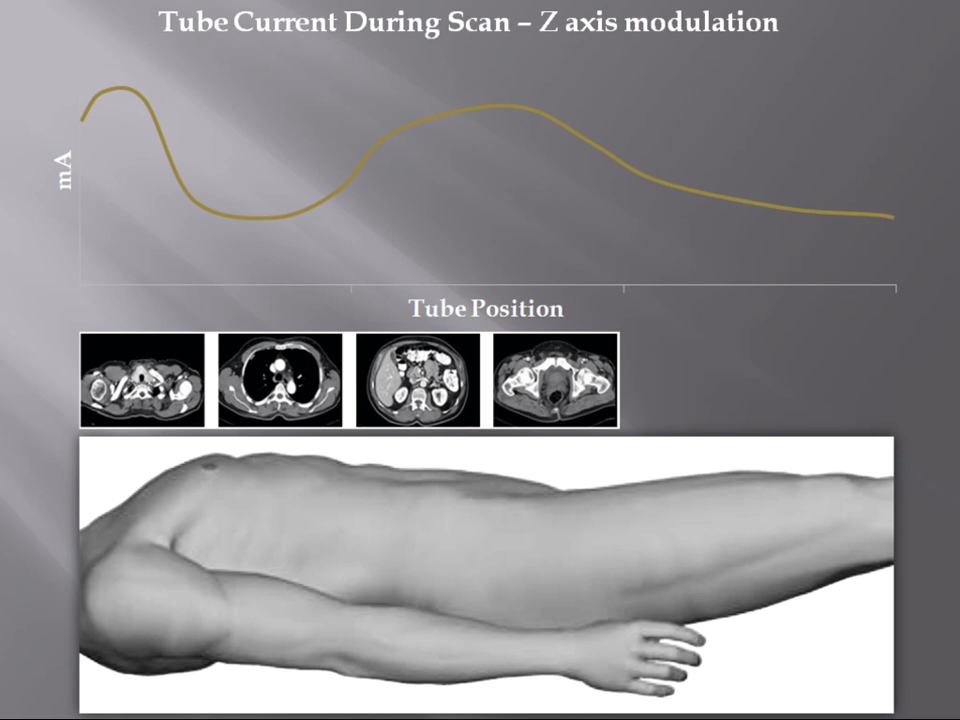 Tube Current During Scan – Z axis modulation
mA
Tube Position